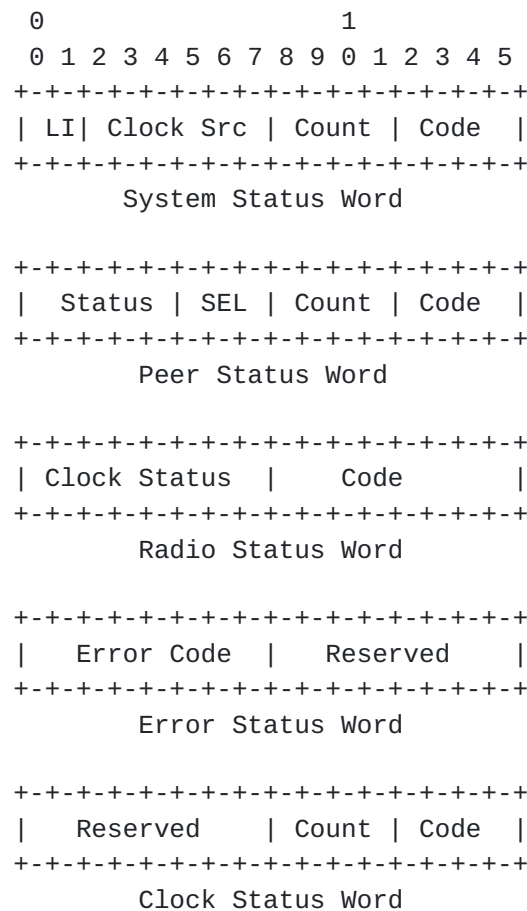 0                   1
 0 1 2 3 4 5 6 7 8 9 0 1 2 3 4 5
+-+-+-+-+-+-+-+-+-+-+-+-+-+-+-+-+
| LI| Clock Src | Count | Code  |
+-+-+-+-+-+-+-+-+-+-+-+-+-+-+-+-+
       System Status Word

+-+-+-+-+-+-+-+-+-+-+-+-+-+-+-+-+
|  Status | SEL | Count | Code  |
+-+-+-+-+-+-+-+-+-+-+-+-+-+-+-+-+
        Peer Status Word

+-+-+-+-+-+-+-+-+-+-+-+-+-+-+-+-+
| Clock Status  |    Code       |
+-+-+-+-+-+-+-+-+-+-+-+-+-+-+-+-+
        Radio Status Word

+-+-+-+-+-+-+-+-+-+-+-+-+-+-+-+-+
|   Error Code  |   Reserved    |
+-+-+-+-+-+-+-+-+-+-+-+-+-+-+-+-+
        Error Status Word

+-+-+-+-+-+-+-+-+-+-+-+-+-+-+-+-+
|   Reserved    | Count | Code  |
+-+-+-+-+-+-+-+-+-+-+-+-+-+-+-+-+
        Clock Status Word